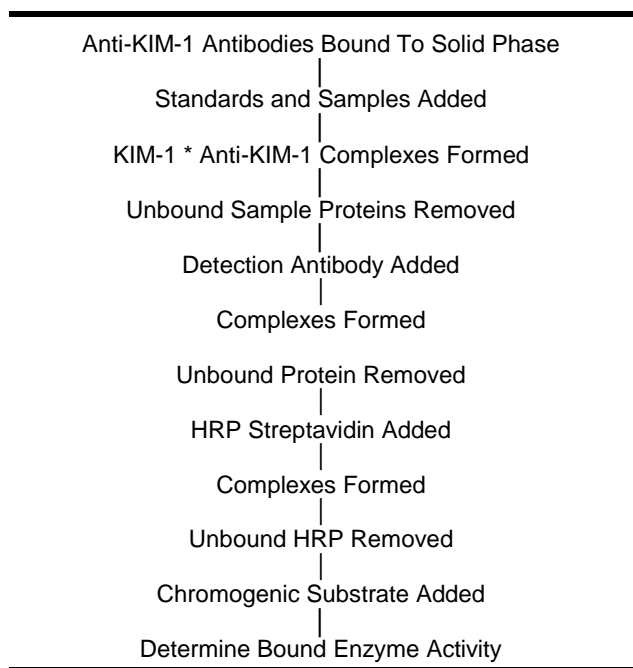 Anti-KIM-1 Antibodies Bound To Solid Phase
Standards and Samples Added
KIM-1 * Anti-KIM-1 Complexes Formed
Unbound Sample Proteins Removed
Detection Antibody Added
Complexes Formed
Unbound Protein Removed
HRP Streptavidin Added
Complexes Formed
Unbound HRP Removed
Chromogenic Substrate Added
Determine Bound Enzyme Activity